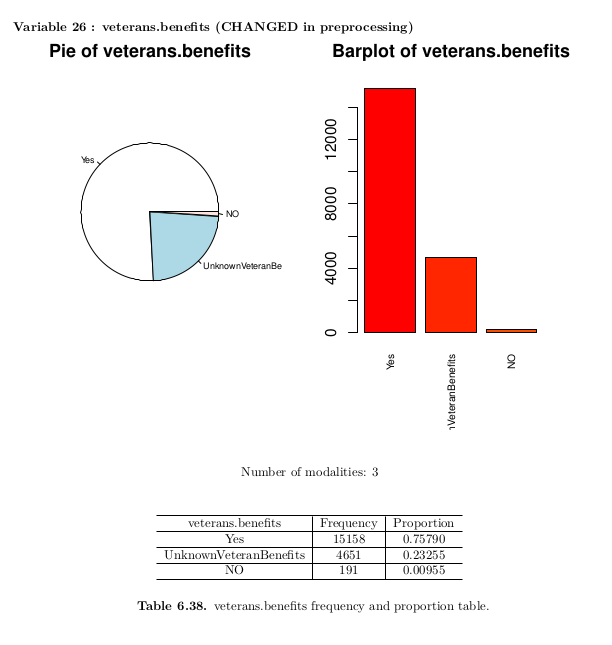 Variable 26 : veterans.benefits (CHANGED in preprocessing)
Pie of veterans.benefits
Yes
NO
UnknownVeteranBe
Barplot of veterans.benefits
12000
8000
4000
0
Yes
nVeteranBenefits
NO
Number of modalities: 3
veterans.benefits Frequency Proportion
Yes 15158 0.75790
UnknownVeteranBenefits 4651 0.23255
NO 191 0.00955
Table 6.38. veterans.benefits frequency and proportion table.